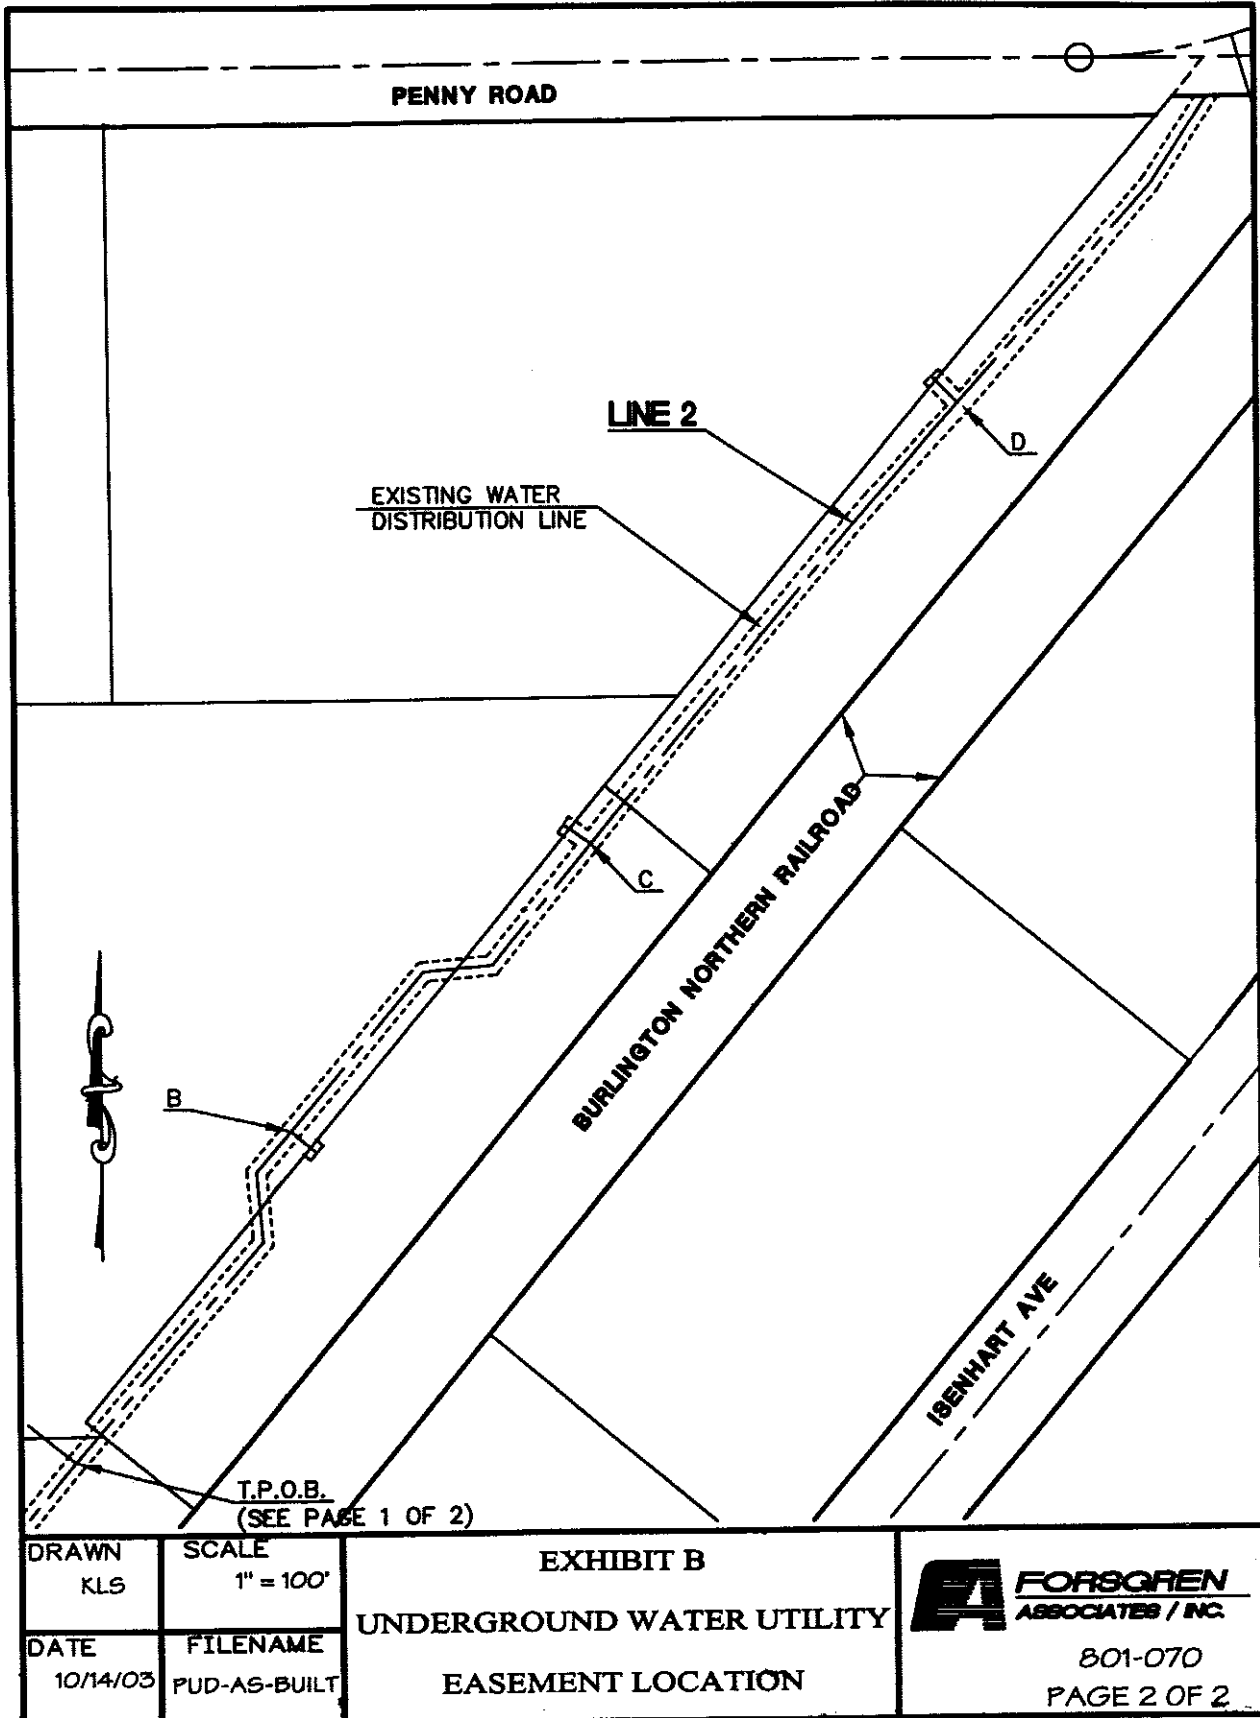 PENNY ROAD
LINE 2
D
EXISTING WATER
DISTRIBUTION LINE
C
BURLINGTON NORTHERN RAILROAD
B
ISENHART AVE
T.P.O.B.
(SEE PAGE 1 OF 2)
DRAWN
KLS
SCALE
1" = 100'
DATE
10/14/03
FILENAME
PUD-AS-BUILT
EXHIBIT B
UNDERGROUND WATER UTILITY
EASEMENT LOCATION
FORSGREN
ASSOCIATES / INC.
801-070
PAGE 2 OF 2